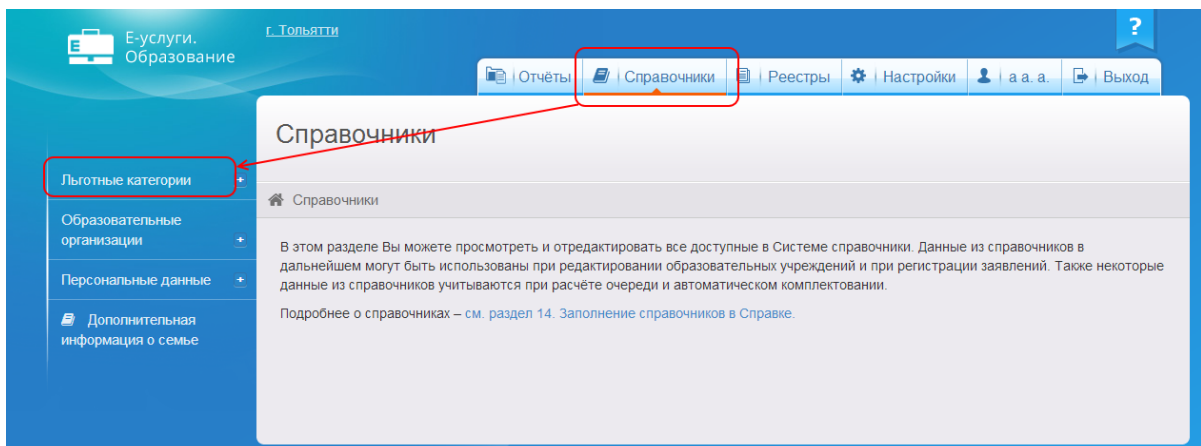 Е-услуги.
Образование
г. Тольятти
?
Отчёты
Справочники
Реестры
Настройки
а а. а.
Выход
Справочники
Льготные категории
Справочники
Образовательные
организации
Персональные данные
Дополнительная
информация о семье
В этом разделе Вы можете просмотреть и отредактировать все доступные в Системе справочники. Данные из справочников в
дальнейшем могут быть использованы при редактировании образовательных учреждений и при регистрации заявлений. Также некоторые
данные из справочников учитываются при расчёте очереди и автоматическом комплектовании.
Подробнее о справочниках – см. раздел 14. Заполнение справочников в Справке.